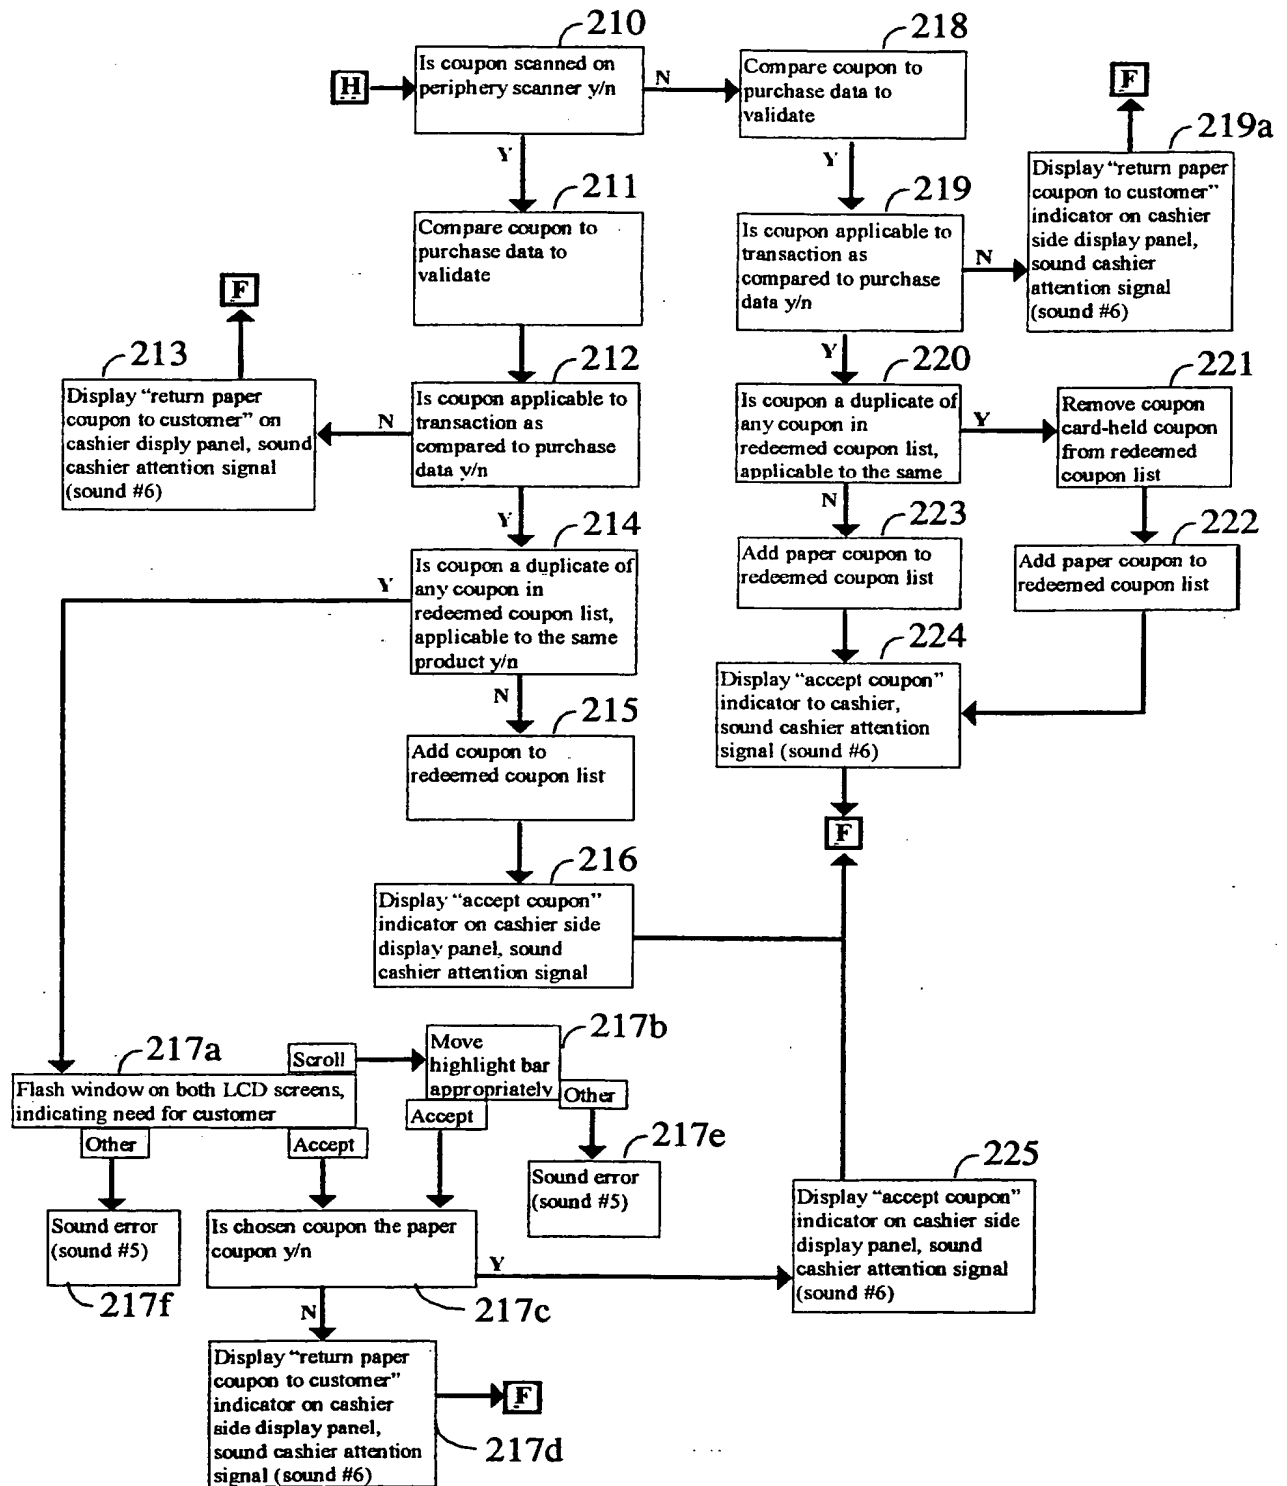 210
Is coupon scanned on
periphery scanner y/n
H
N
Y
218
Compare coupon to
purchase data to
validate
Y
F
219a
Display “return paper
coupon to customer”
indicator on cashier
side display panel,
sound cashier
attention signal
(sound #6)
211
Compare coupon to
purchase data to
validate
219
Is coupon applicable to
transaction as
compared to purchase
data y/n
N
Y
F
213
Display “return paper
coupon to customer” on
cashier disply panel, sound
cashier attention signal
(sound #6)
212
Is coupon applicable to
transaction as
compared to purchase
data y/n
N
Y
220
Is coupon a duplicate of
any coupon in
redeemed coupon list,
applicable to the same
Y
N
221
Remove coupon
card-held coupon
from redeemed
coupon list
214
Is coupon a duplicate of
any coupon in
redeemed coupon list,
applicable to the same
product y/n
Y
N
223
Add paper coupon to
redeemed coupon list
222
Add paper coupon to
redeemed coupon list
224
Display “accept coupon”
indicator to cashier,
sound cashier attention
signal (sound #6)
F
215
Add coupon to
redeemed coupon list
216
Display “accept coupon”
indicator on cashier side
display panel, sound
cashier attention signal
217a
Flash window on both LCD screens,
indicating need for customer
Scroll
Other
Accept
217b
Move
highlight bar
appropriately
Other
Accept
217e
Sound error
(sound #5)
Sound error
(sound #5)
217f
Is chosen coupon the paper
coupon y/n
217c
Y
N
225
Display “accept coupon”
indicator on cashier side
display panel, sound
cashier attention signal
(sound #6)
Display “return paper
coupon to customer”
indicator on cashier
side display panel,
sound cashier attention
signal (sound #6)
217d
F